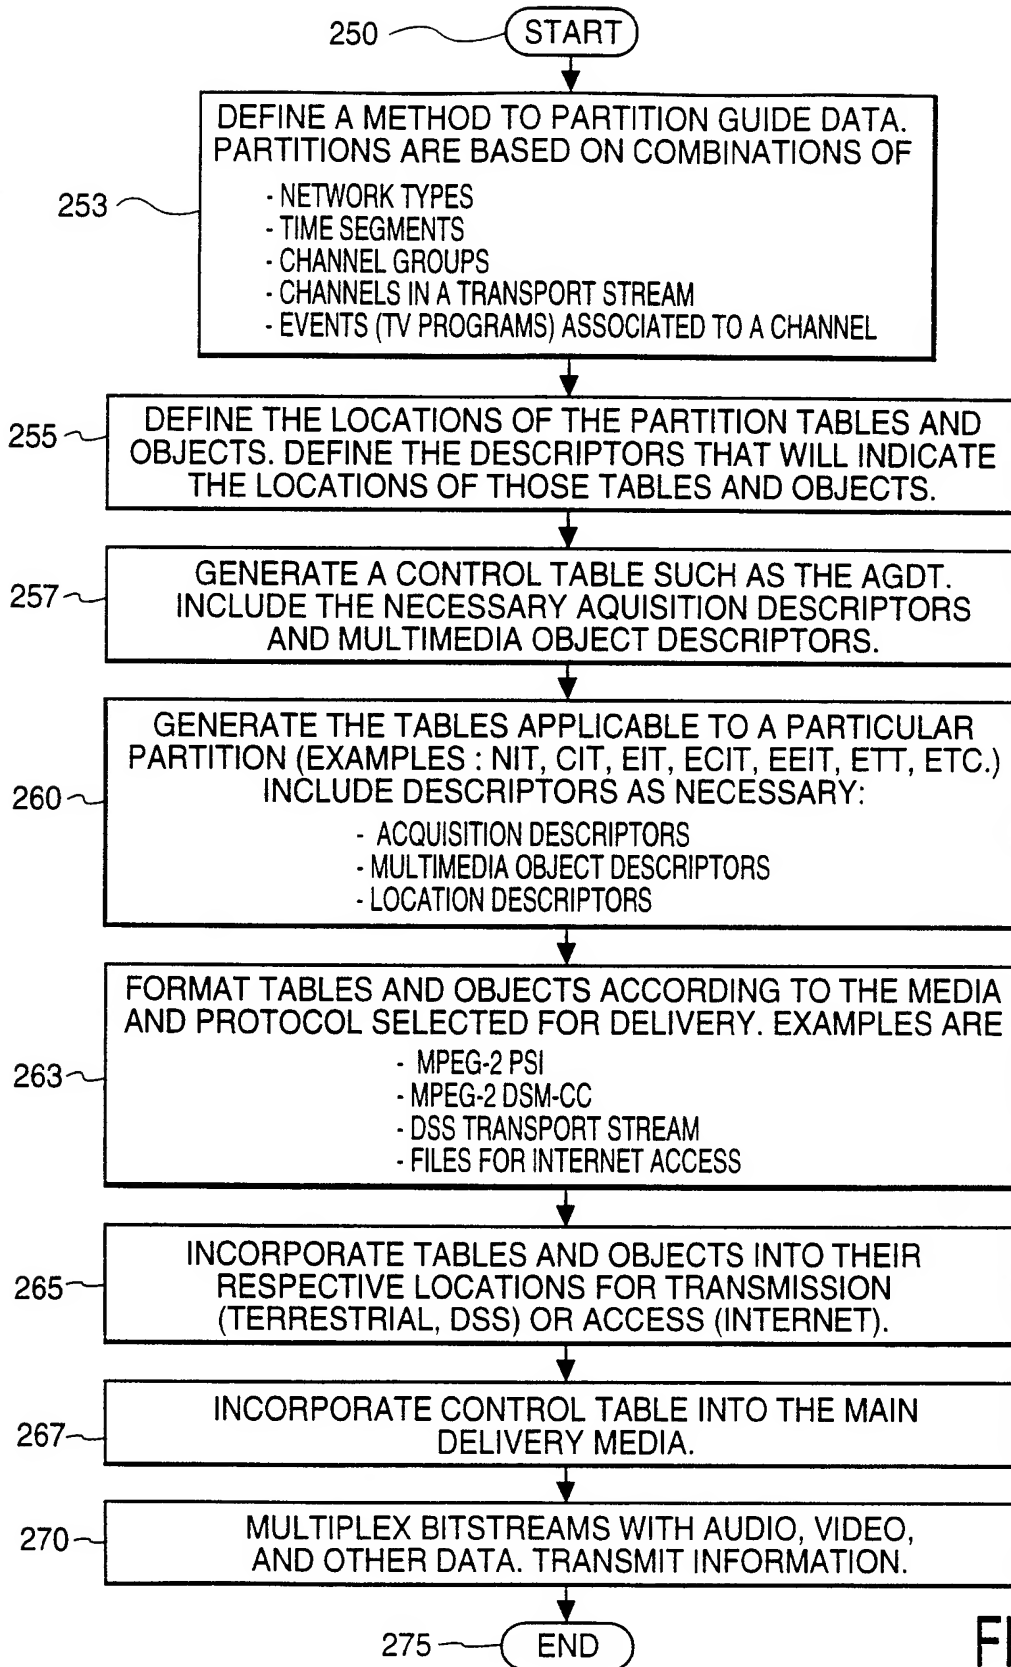 250
START
DEFINE A METHOD TO PARTITION GUIDE DATA.
PARTITIONS ARE BASED ON COMBINATIONS OF
253
- NETWORK TYPES
- TIME SEGMENTS
- CHANNEL GROUPS
- CHANNELS IN A TRANSPORT STREAM
- EVENTS (TV PROGRAMS) ASSOCIATED TO A CHANNEL
255
DEFINE THE LOCATIONS OF THE PARTITION TABLES AND
OBJECTS. DEFINE THE DESCRIPTORS THAT WILL INDICATE
THE LOCATIONS OF THOSE TABLES AND OBJECTS.
257
GENERATE A CONTROL TABLE SUCH AS THE AGDT.
INCLUDE THE NECESSARY AQUISITION DESCRIPTORS
AND MULTIMEDIA OBJECT DESCRIPTORS.
GENERATE THE TABLES APPLICABLE TO A PARTICULAR
PARTITION (EXAMPLES : NIT, CIT, EIT, ECIT, EEIT, ETT, ETC.)
260
INCLUDE DESCRIPTORS AS NECESSARY:
- ACQUISITION DESCRIPTORS
- MULTIMEDIA OBJECT DESCRIPTORS
- LOCATION DESCRIPTORS
FORMAT TABLES AND OBJECTS ACCORDING TO THE MEDIA
AND PROTOCOL SELECTED FOR DELIVERY. EXAMPLES ARE
263
- MPEG-2 PSI
- MPEG-2 DSM-CC
- DSS TRANSPORT STREAM
- FILES FOR INTERNET ACCESS
265
INCORPORATE TABLES AND OBJECTS INTO THEIR
RESPECTIVE LOCATIONS FOR TRANSMISSION
(TERRESTRIAL, DSS) OR ACCESS (INTERNET).
267
INCORPORATE CONTROL TABLE INTO THE MAIN
DELIVERY MEDIA.
270
MULTIPLEX BITSTREAMS WITH AUDIO, VIDEO,
AND OTHER DATA. TRANSMIT INFORMATION.
275
END